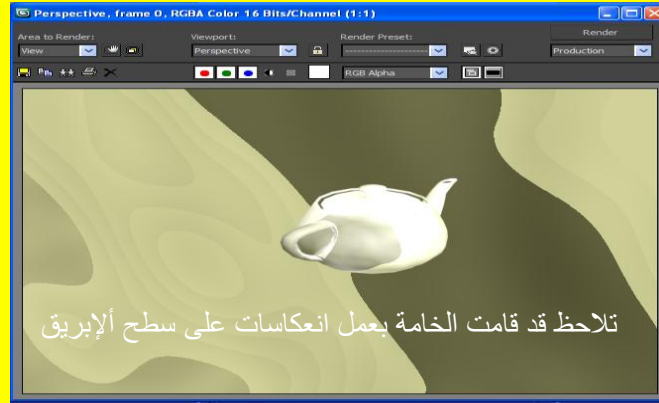 Perspective, frame 0, RGBA Color 16 Bits/Channel (1:1)
Area to Render:
Viewport:
Render Preset:
Render
View
Perspective
Production
RGB Alpha
تلاحظ قد قامت الخامة بعمل انعكاسات على سطح ألإبريق